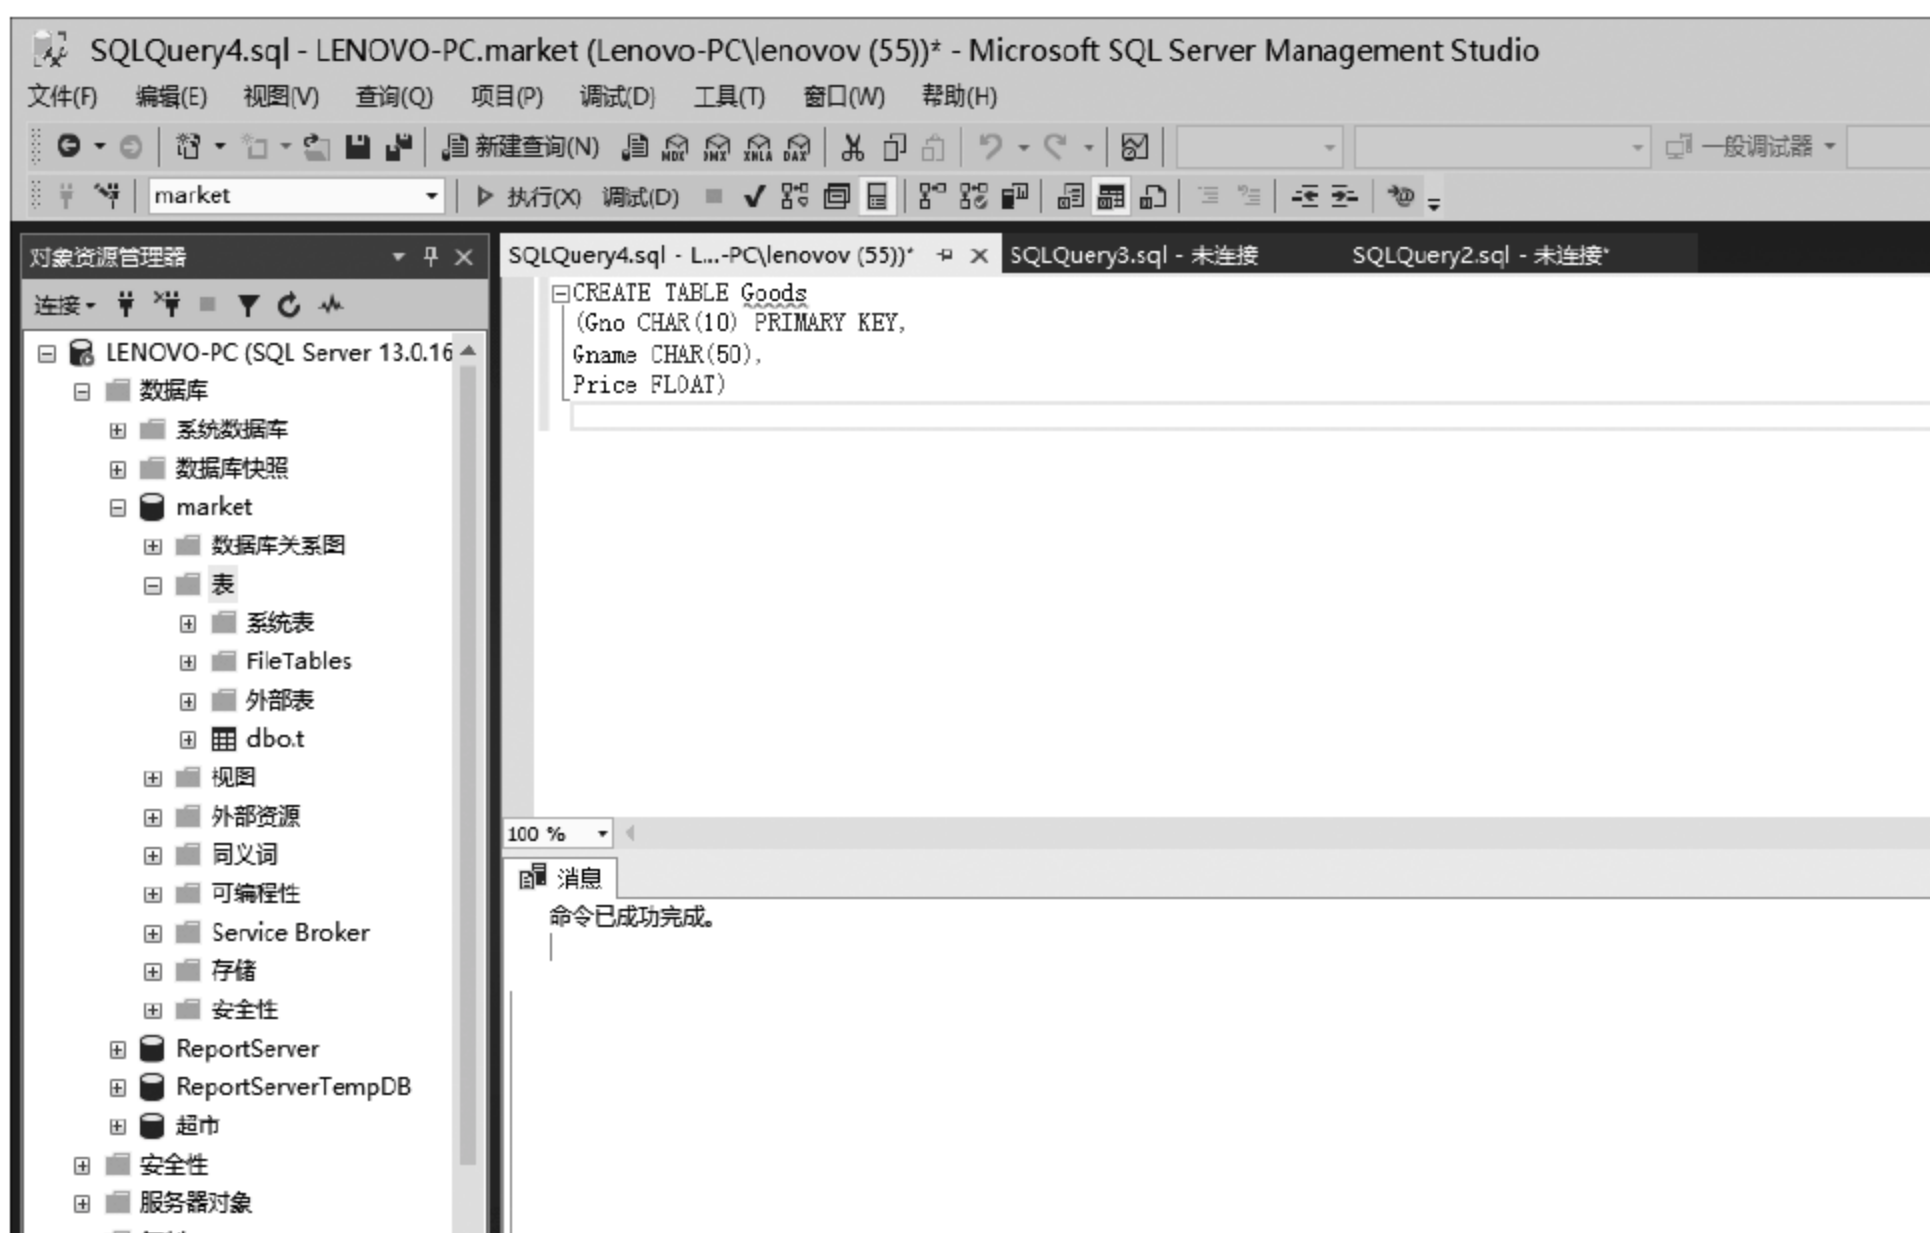 SQLQuery4.sql - LENOVO-PC.market (Lenovo-PC\lenovov (55))* - Microsoft SQL Server Management Studio
文件(F) 编辑(E) 视图(V) 查询(Q) 项目(P) 调试(D) 工具(T) 窗口(W) 帮助(H)
新建查询(N) MDX DMX XMLA DAX 一般调试器
market 执行(X) 调试(D)
对象资源管理器
连接
LENOVO-PC (SQL Server 13.0.16
数据库
系统数据库
数据库快照
market
数据库关系图
表
系统表
FileTables
外部表
dbo.t
视图
外部资源
同义词
可编程性
Service Broker
存储
安全性
ReportServer
ReportServerTempDB
超市
安全性
服务器对象
SQLQuery4.sql - L...-PC\lenovov (55))* SQLQuery3.sql - 未连接 SQLQuery2.sql - 未连接*
CREATE TABLE Goods
(Gno CHAR(10) PRIMARY KEY,
Gname CHAR(50),
Price FLOAT)
100 %
消息
命令已成功完成。